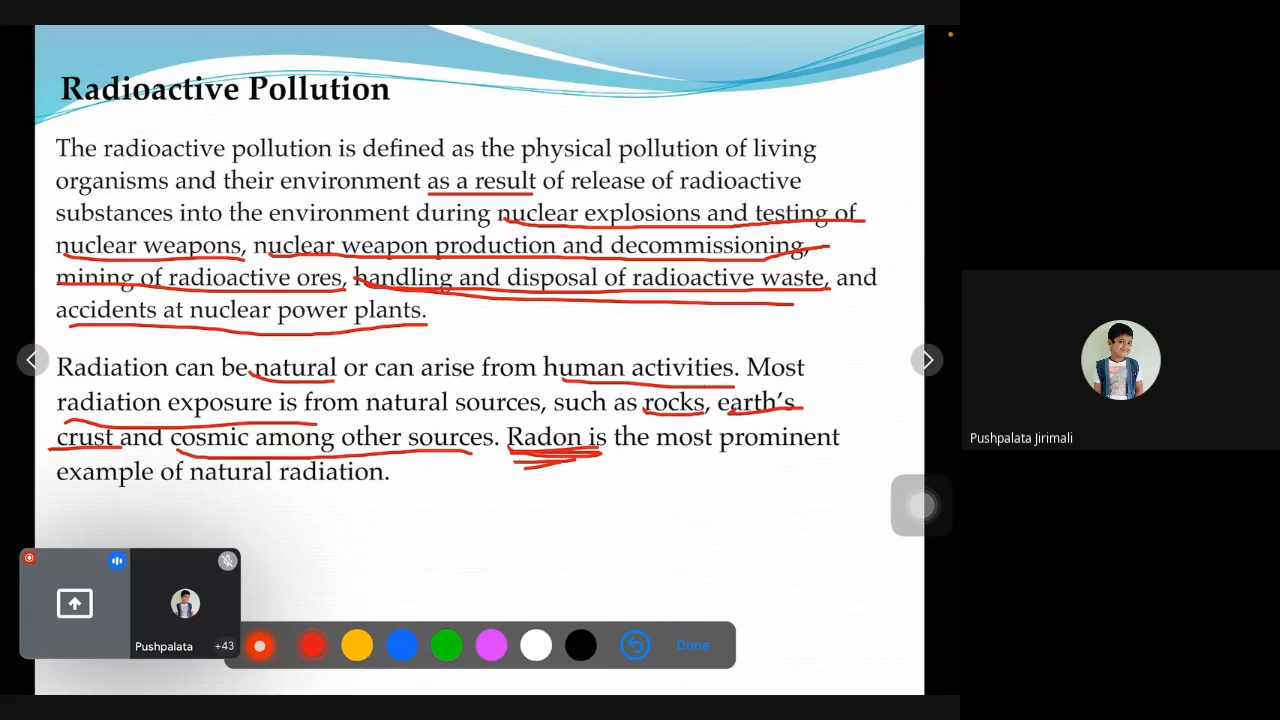 Radioactive Pollution
The radioactive pollution is defined as the physical pollution of living
organisms and their environment as a result of release of radioactive
substances into the environment during nuclear explosions and testing of
nuclear weapons, nuclear weapon production and decommissioning,
mining of radioactive ores, handling and disposal of radioactive waste, and
accidents at nuclear power plants.
Radiation can be natural or can arise from human activities. Most
radiation exposure is from natural sources, such as rocks, earth's
crust and cosmic among other sources. Radon is the most prominent
example of natural radiation.
Pushpalata Jirimali
Pushpalata +43
Done